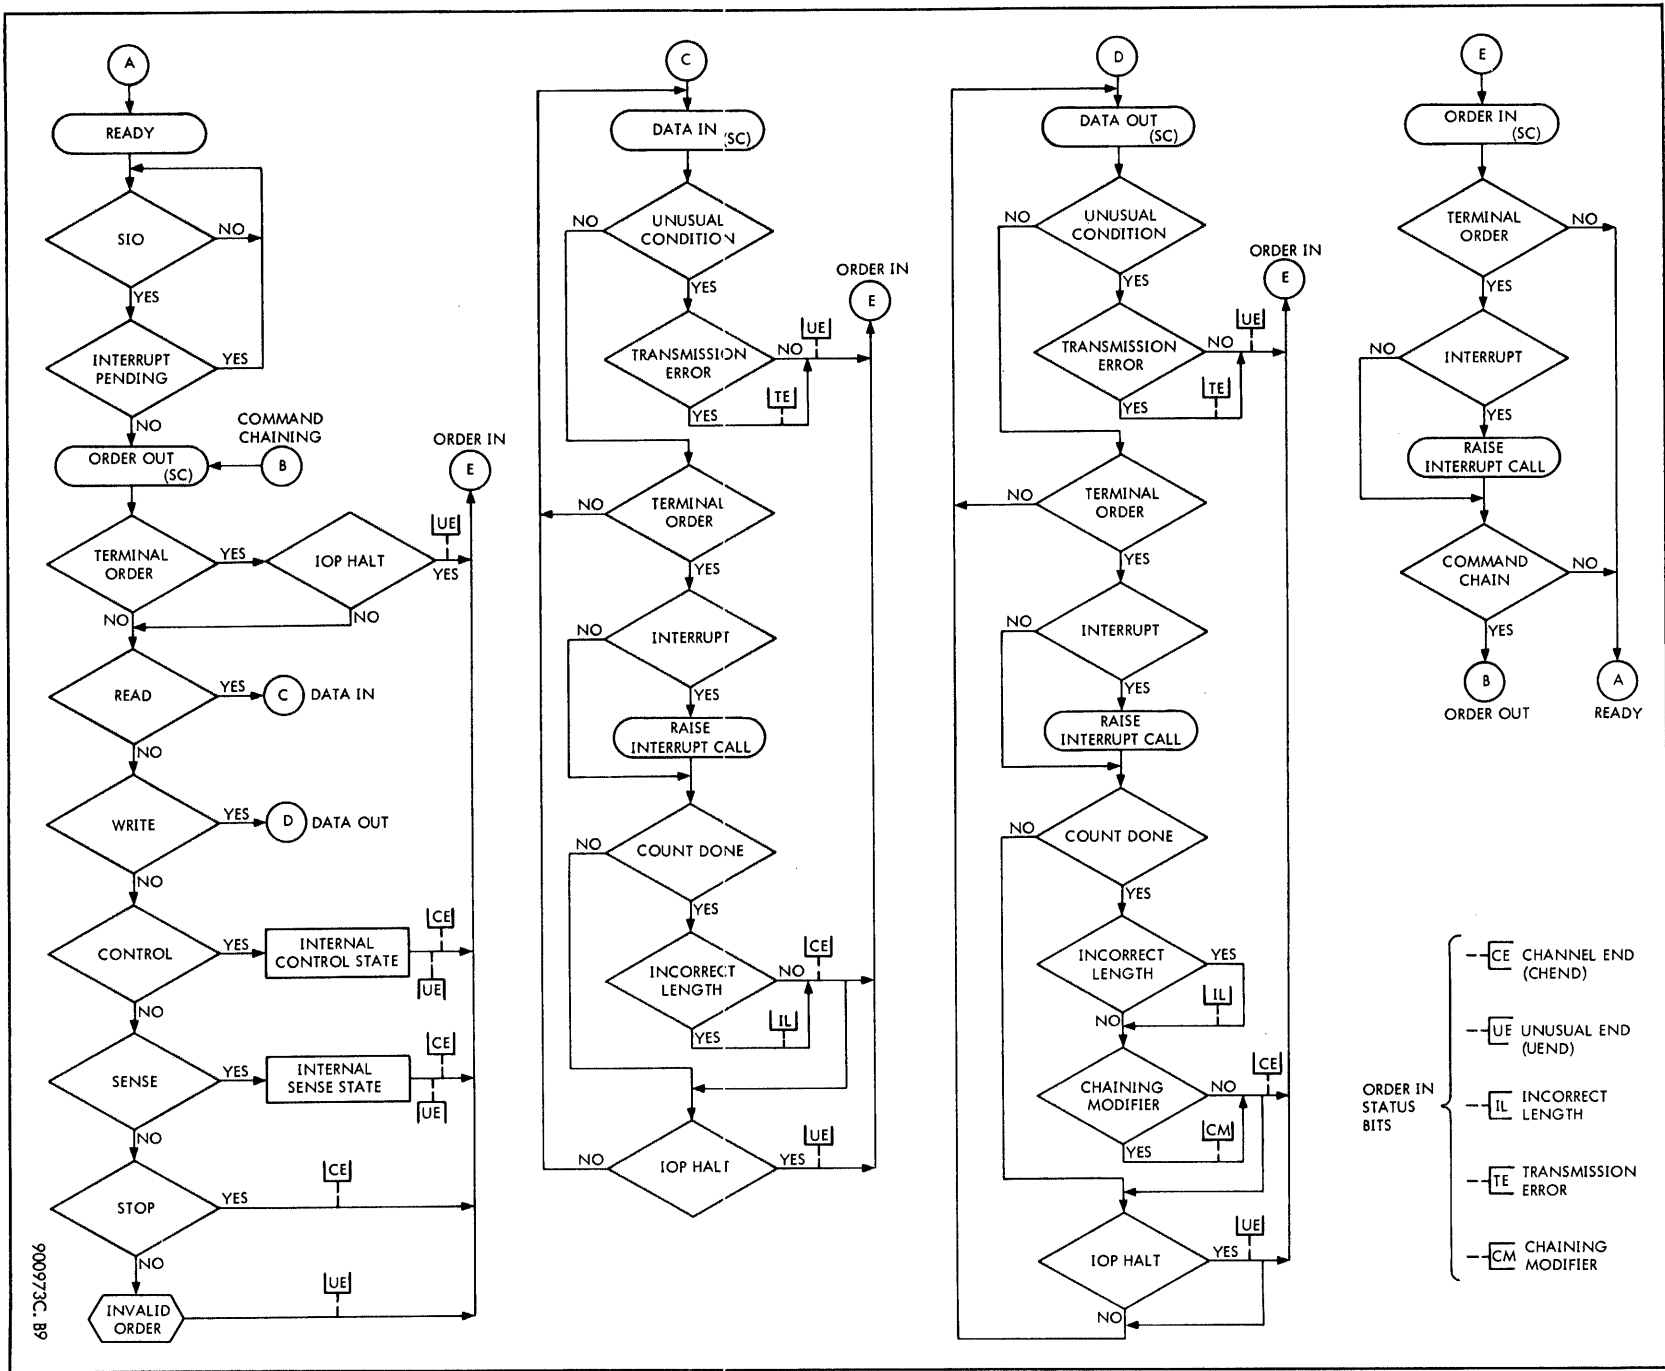 A
READY
SIO
NO
YES
INTERRUPT
PENDING
YES
NO
COMMAND
CHAINING
B
ORDER OUT
(SC)
ORDER IN
E
TERMINAL
ORDER
YES
IOP HALT
UE
YES
NO
NO
READ
YES
C
DATA IN
NO
WRITE
YES
D
DATA OUT
NO
CONTROL
YES
INTERNAL
CONTROL STATE
CE
UE
NO
SENSE
YES
INTERNAL
SENSE STATE
CE
UE
NO
STOP
YES
CE
NO
INVALID
ORDER
UE
900973C. B9
C
DATA IN
(SC)
UNUSUAL
CONDITION
NO
YES
ORDER IN
E
TRANSMISSION
ERROR
NO
UE
YES
TE
TERMINAL
ORDER
NO
YES
INTERRUPT
NO
YES
RAISE
INTERRUPT CALL
COUNT DONE
NO
YES
INCORRECT
LENGTH
NO
CE
YES
IL
IOP HALT
NO
YES
UE
D
DATA OUT
(SC)
UNUSUAL
CONDITION
NO
YES
ORDER IN
E
TRANSMISSION
ERROR
NO
UE
YES
TE
TERMINAL
ORDER
NO
YES
INTERRUPT
NO
YES
RAISE
INTERRUPT CALL
COUNT DONE
NO
YES
INCORRECT
LENGTH
YES
IL
NO
CHAINING
MODIFIER
NO
CE
YES
CM
IOP HALT
YES
UE
NO
E
ORDER IN
(SC)
TERMINAL
ORDER
NO
YES
INTERRUPT
NO
YES
RAISE
INTERRUPT CALL
COMMAND
CHAIN
NO
YES
B
ORDER OUT
A
READY
ORDER IN
STATUS
BITS
CE CHANNEL END
(CHEND)
UE UNUSUAL END
(UEND)
IL INCORRECT
LENGTH
TE TRANSMISSION
ERROR
CM CHAINING
MODIFIER